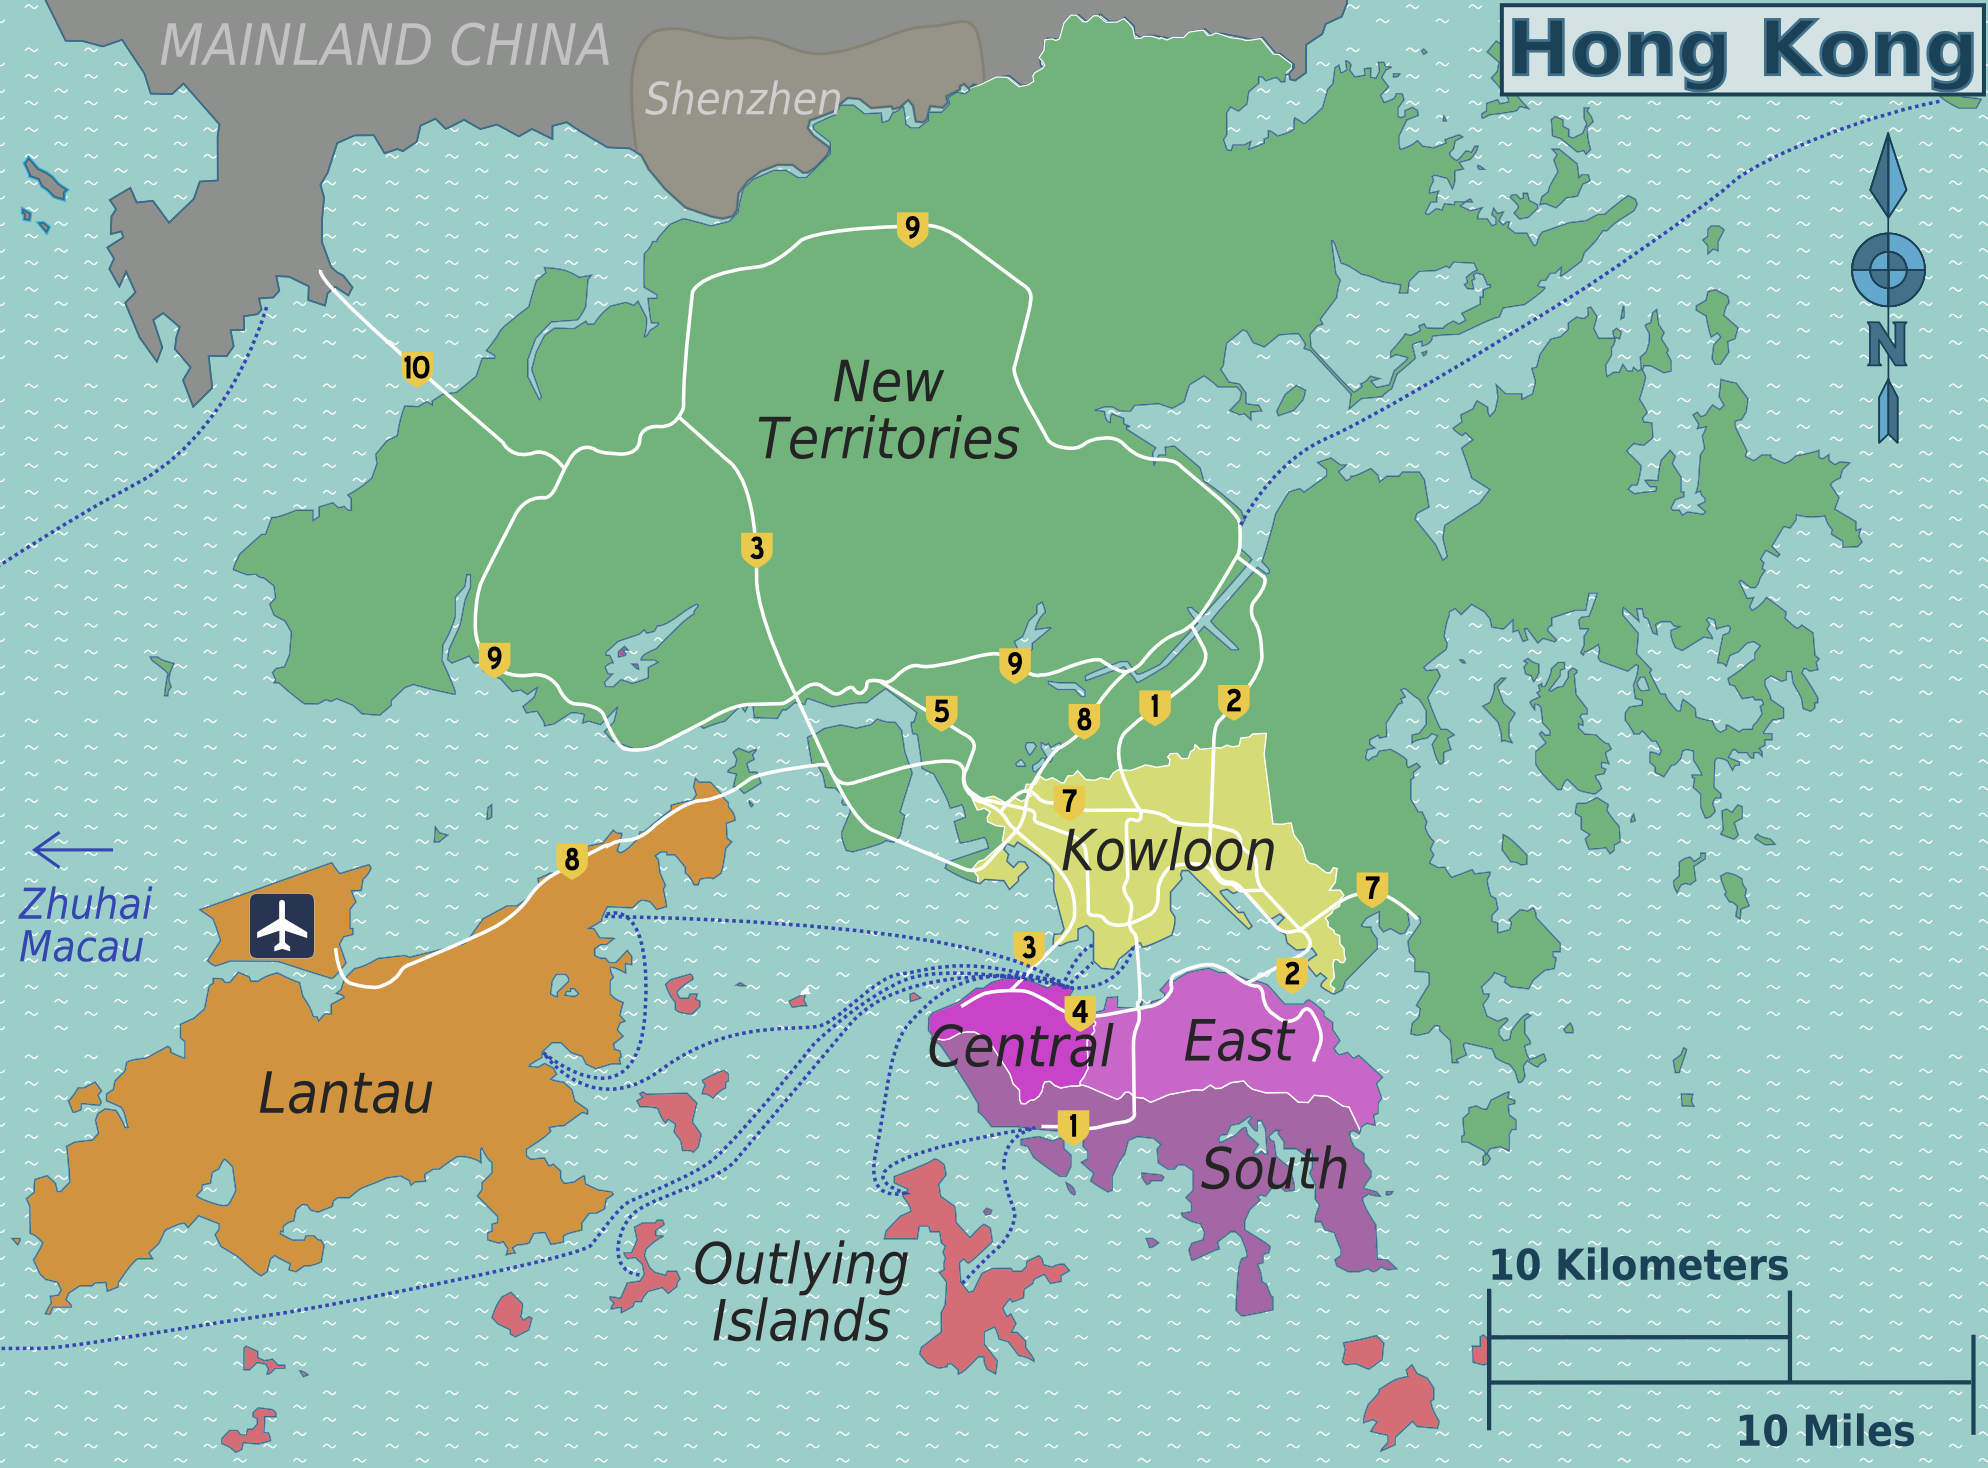 MAINLAND CHINA
Hong Kong
Shenzhen
9
N
10
New
Territories
3
9
9
5
8
1
2
7
Kowloon
8
7
Zhuhai
Macau
3
2
4
Central
East
Lantau
1
South
Outlying
Islands
10 Kilometers
10 Miles